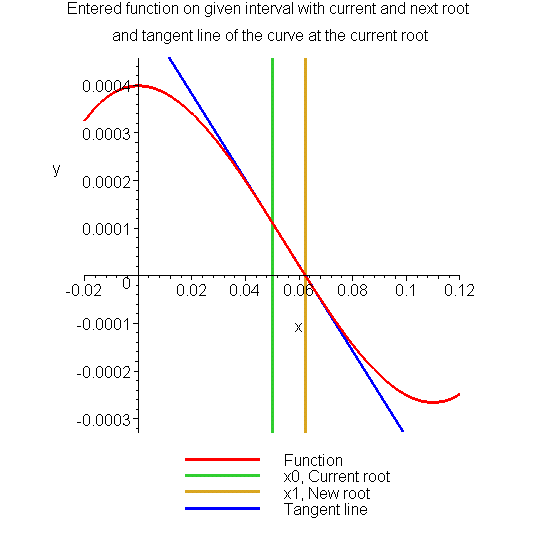 Entered function on given interval with current and next root
and tangent line of the curve at the current root
0.0004
0.0003
y
0.0002
0.0001
0
-0.02 0.02 0.04 0.06 0.08 0.1 0.12
x
-0.0001
-0.0002
-0.0003
Function
x0, Current root
x1, New root
Tangent line